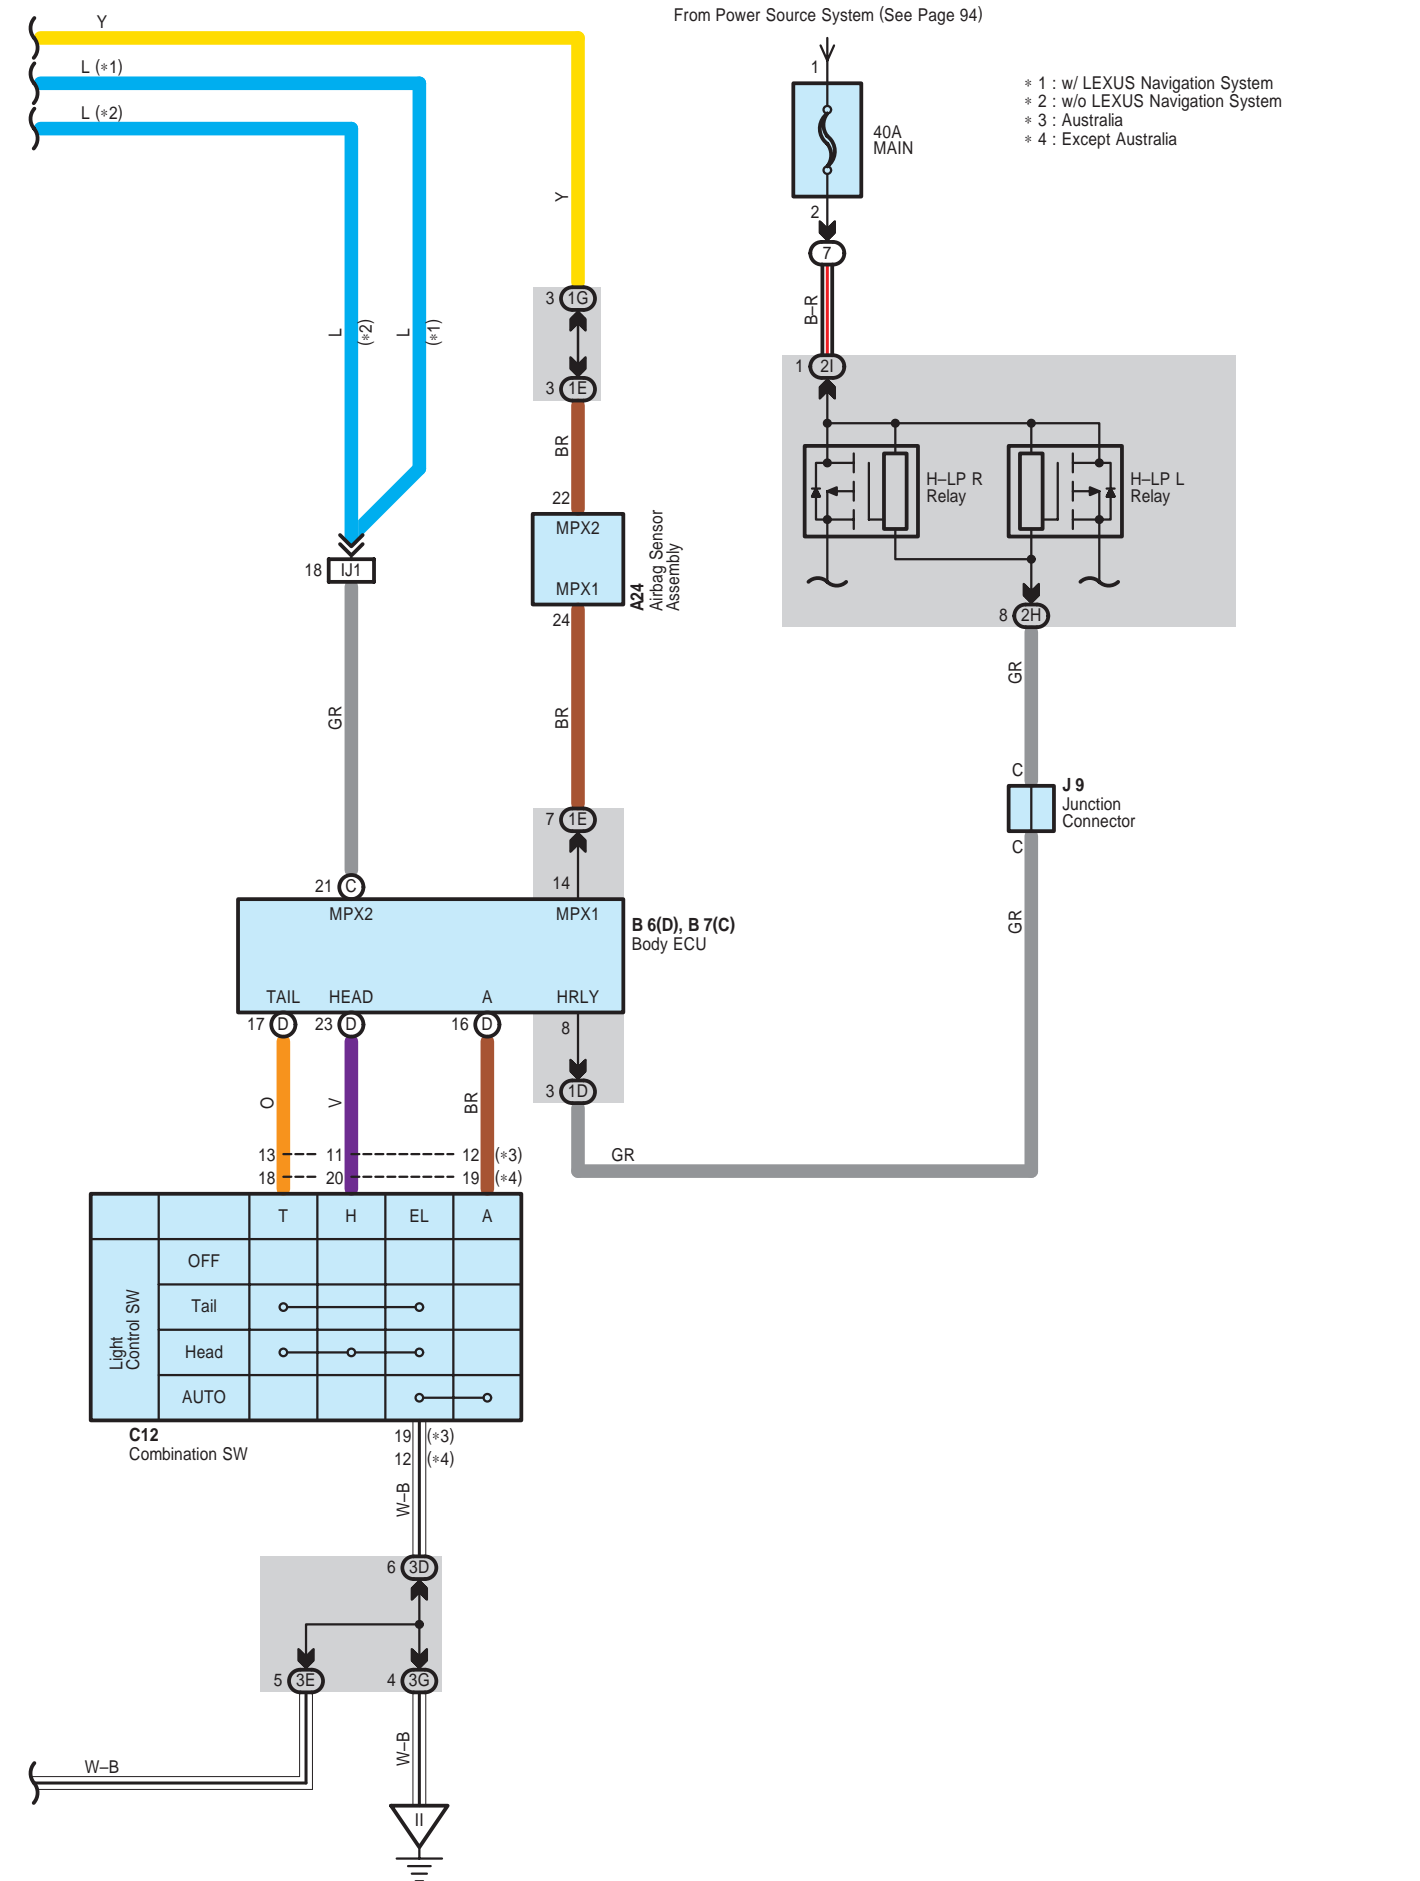 From Power Source System (See Page 94)
Y
L (∗1)
L (∗2)
1
40A
MAIN
2
7
∗ 1 : w/ LEXUS Navigation System
∗ 2 : w/o LEXUS Navigation System
∗ 3 : Australia
∗ 4 : Except Australia
Y
3 1G
B–R
L
(∗2)
L
(∗1)
1 2I
3 1E
BR
H–LP R
Relay
H–LP L
Relay
22
MPX2
MPX1
A24
Airbag Sensor
Assembly
18 IJ1
24
8 2H
GR
GR
BR
C
J 9
Junction
Connector
C
7 1E
14
21 C
MPX2
MPX1
B 6(D), B 7(C)
Body ECU
GR
TAIL
HEAD
A
HRLY
17 D
23 D
16 D
8
3 1D
O
V
BR
13
11
12
(∗3)
GR
18
20
19
(∗4)
T
H
EL
A
Light
Control SW
OFF
Tail
Head
AUTO
C12
Combination SW
19 (∗3)
12 (∗4)
W–B
6 3D
5 3E
4 3G
W–B
W–B
II